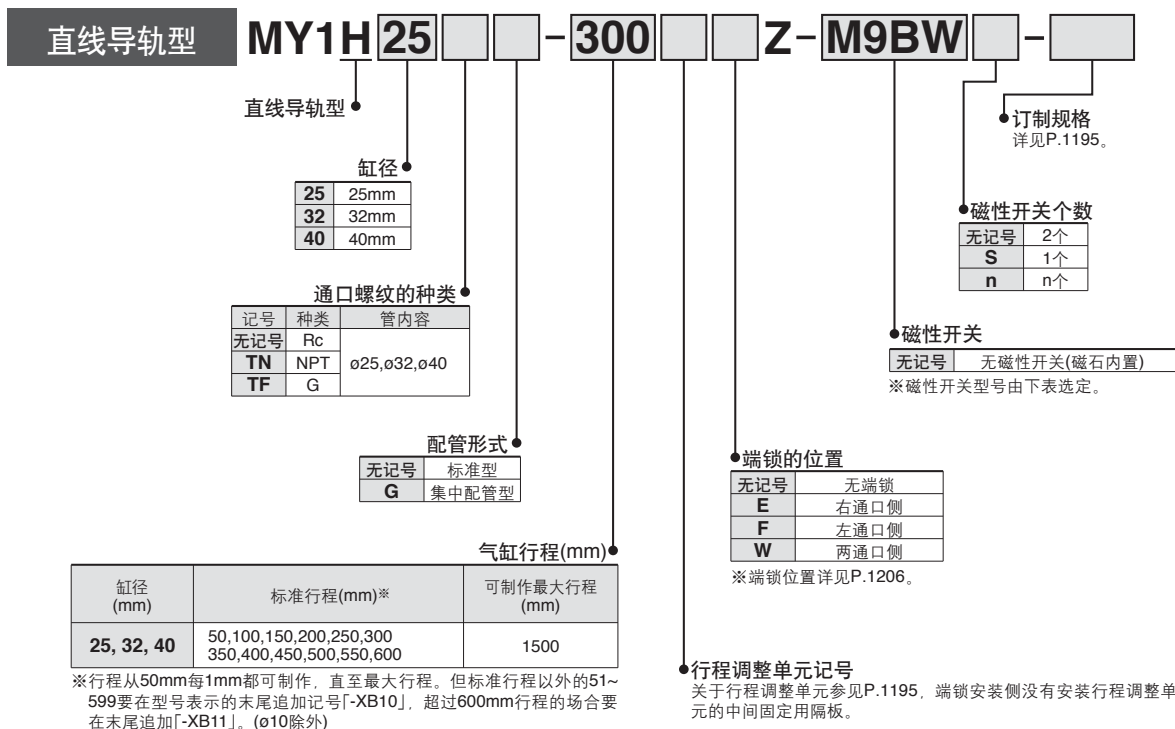 直线导轨型 MY1H 25 – 300 Z – M9BW –
直线导轨型
缸径
25 25mm
32 32mm
40 40mm
通口螺纹的种类
记号 种类 管内容
无记号 Rc ø25,ø32,ø40
TN NPT
TF G
配管形式
无记号 标准型
G 集中配管型
气缸行程(mm)
缸径(mm) 标准行程(mm)※ 可制作最大行程(mm)
25, 32, 40 50,100,150,200,250,300 1500
350,400,450,500,550,600
※行程从50mm每1mm都可制作，直至最大行程。但标准行程以外的51~
599要在型号表示的末尾追加记号｢-XB10｣，超过600mm行程的场合要
在末尾追加｢-XB11｣。(ø10除外)
订制规格
详见P.1195。
磁性开关个数
无记号 2个
S 1个
n n个
磁性开关
无记号 无磁性开关(磁石内置)
※磁性开关型号由下表选定。
端锁的位置
无记号 无端锁
E 右通口侧
F 左通口侧
W 两通口侧
※端锁位置详见P.1206。
行程调整单元记号
关于行程调整单元参见P.1195，端锁安装侧没有安装行程调整单
元的中间固定用隔板。